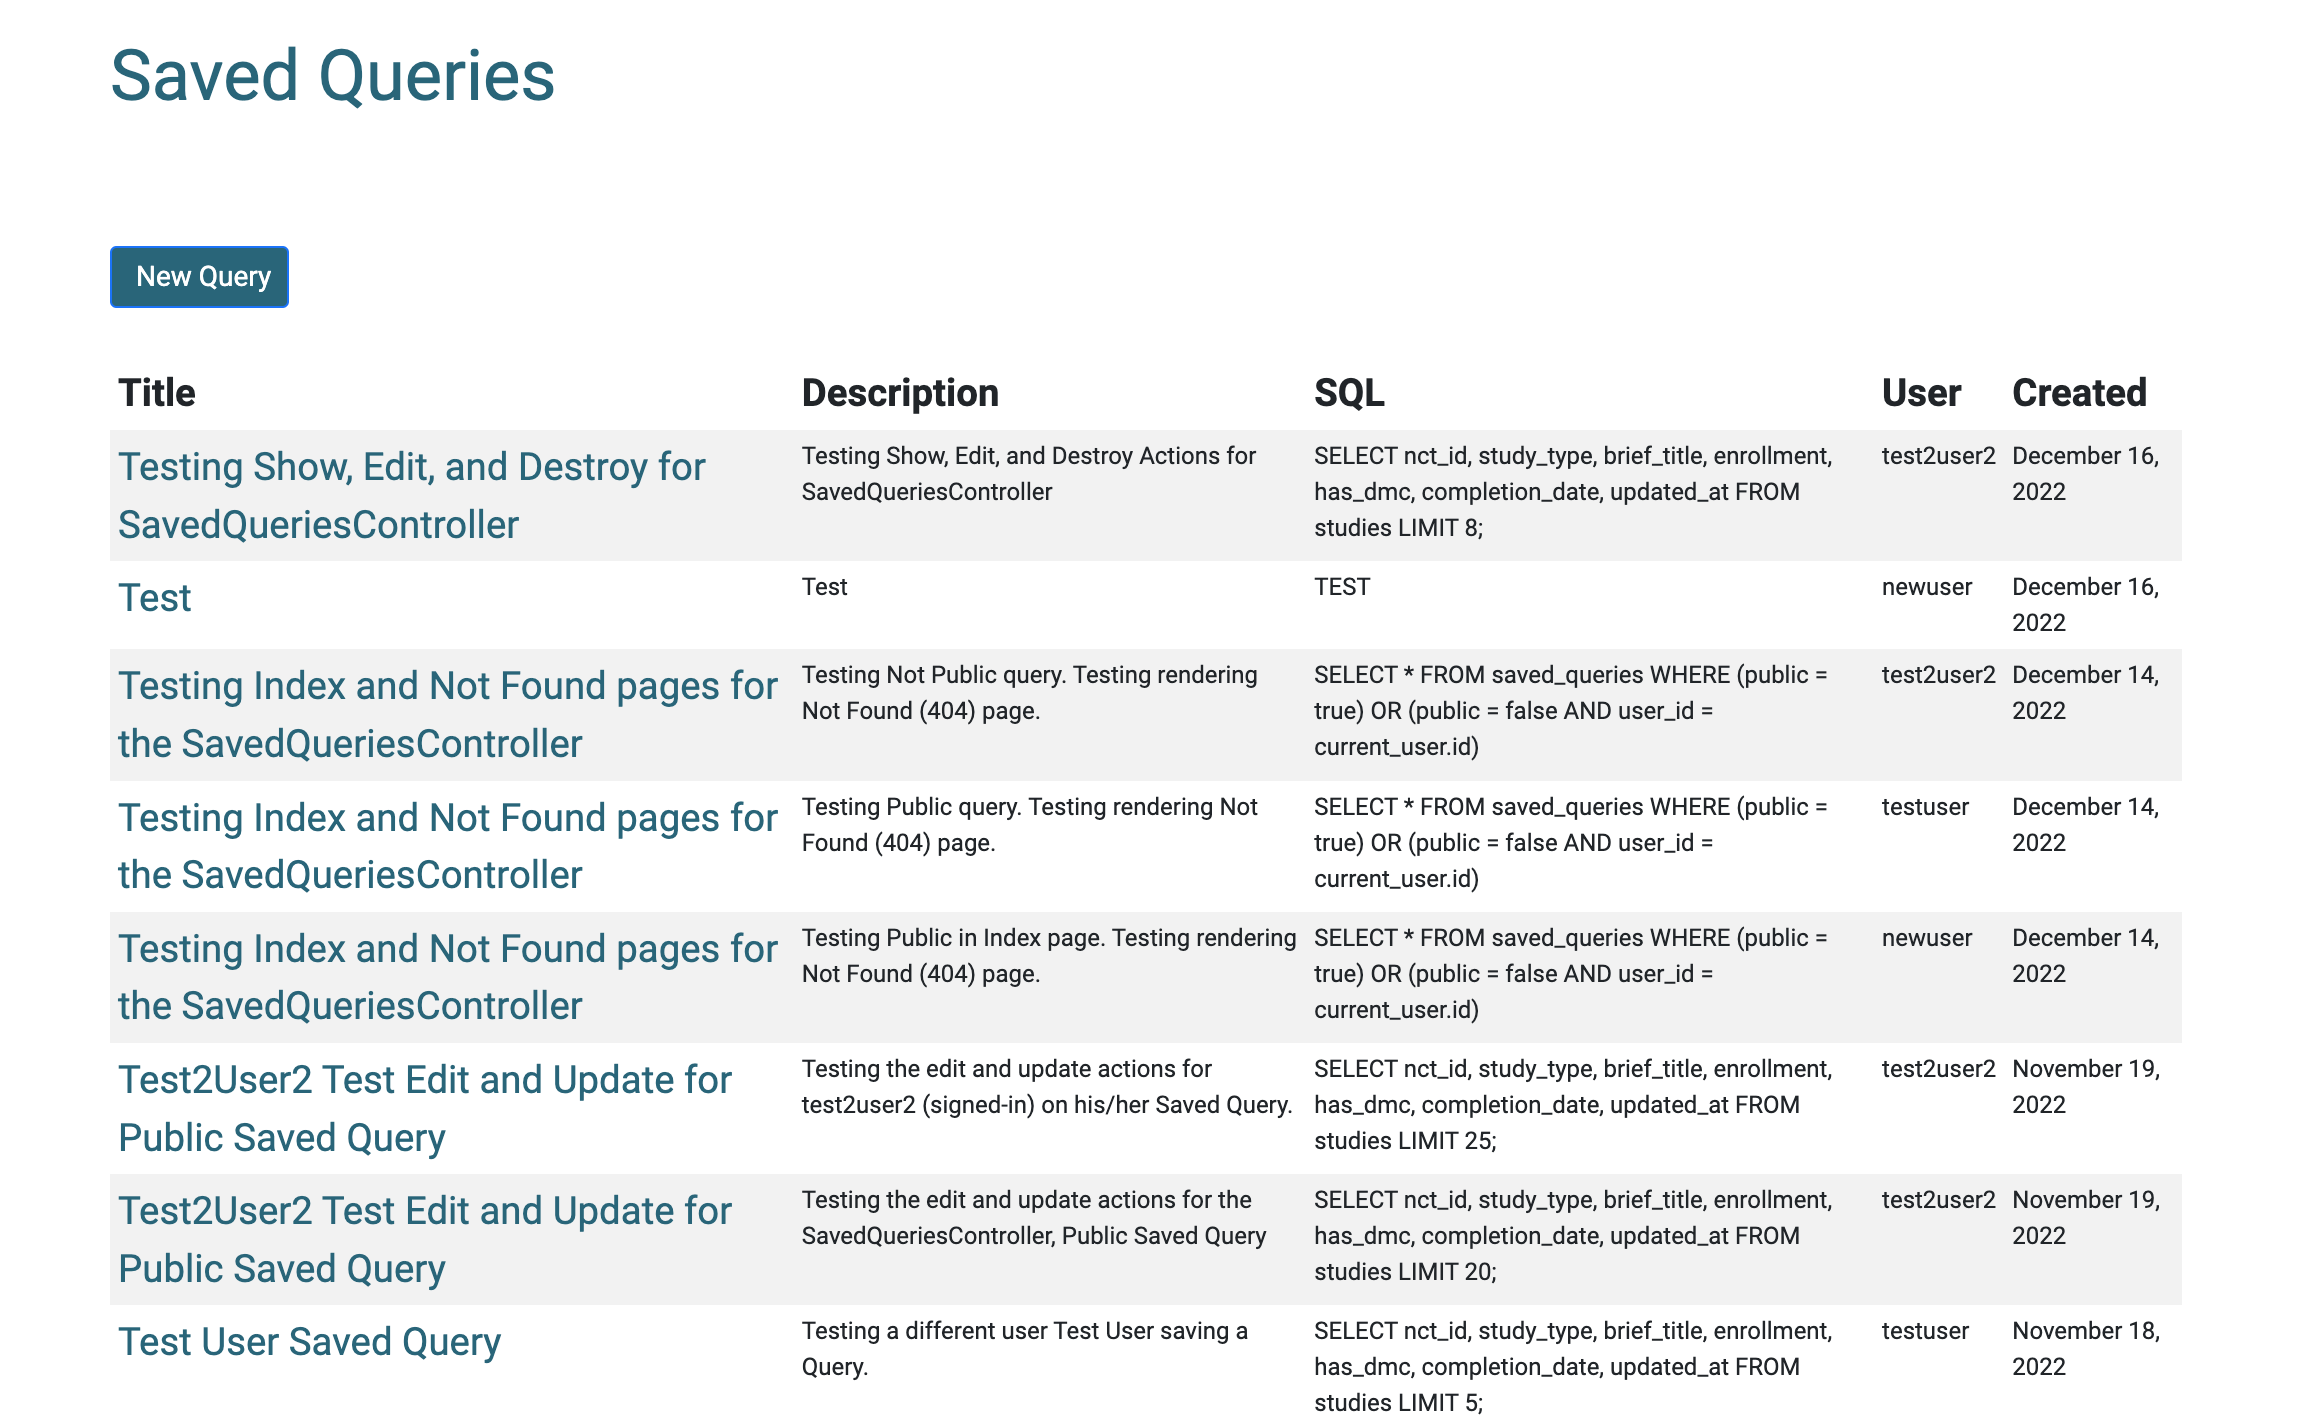 Saved Queries
New Query
Title Description SQL User Created
Testing Show, Edit, and Destroy for
SavedQueriesController
Testing Show, Edit, and Destroy Actions for
SavedQueriesController
SELECT nct_id, study_type, brief_title, enrollment,
has_dmc, completion_date, updated_at FROM
studies LIMIT 8;
test2user2
December 16,
2022
Test
Test
TEST
newuser
December 16,
2022
Testing Index and Not Found pages for
the SavedQueriesController
Testing Not Public query. Testing rendering
Not Found (404) page.
SELECT * FROM saved_queries WHERE (public =
true) OR (public = false AND user_id =
current_user.id)
test2user2
December 14,
2022
Testing Index and Not Found pages for
the SavedQueriesController
Testing Public query. Testing rendering Not
Found (404) page.
SELECT * FROM saved_queries WHERE (public =
true) OR (public = false AND user_id =
current_user.id)
testuser
December 14,
2022
Testing Index and Not Found pages for
the SavedQueriesController
Testing Public in Index page. Testing rendering
Not Found (404) page.
SELECT * FROM saved_queries WHERE (public =
true) OR (public = false AND user_id =
current_user.id)
newuser
December 14,
2022
Test2User2 Test Edit and Update for
Public Saved Query
Testing the edit and update actions for
test2user2 (signed-in) on his/her Saved Query.
SELECT nct_id, study_type, brief_title, enrollment,
has_dmc, completion_date, updated_at FROM
studies LIMIT 25;
test2user2
November 19,
2022
Test2User2 Test Edit and Update for
Public Saved Query
Testing the edit and update actions for the
SavedQueriesController, Public Saved Query
SELECT nct_id, study_type, brief_title, enrollment,
has_dmc, completion_date, updated_at FROM
studies LIMIT 20;
test2user2
November 19,
2022
Test User Saved Query
Testing a different user Test User saving a
Query.
SELECT nct_id, study_type, brief_title, enrollment,
has_dmc, completion_date, updated_at FROM
studies LIMIT 5;
testuser
November 18,
2022